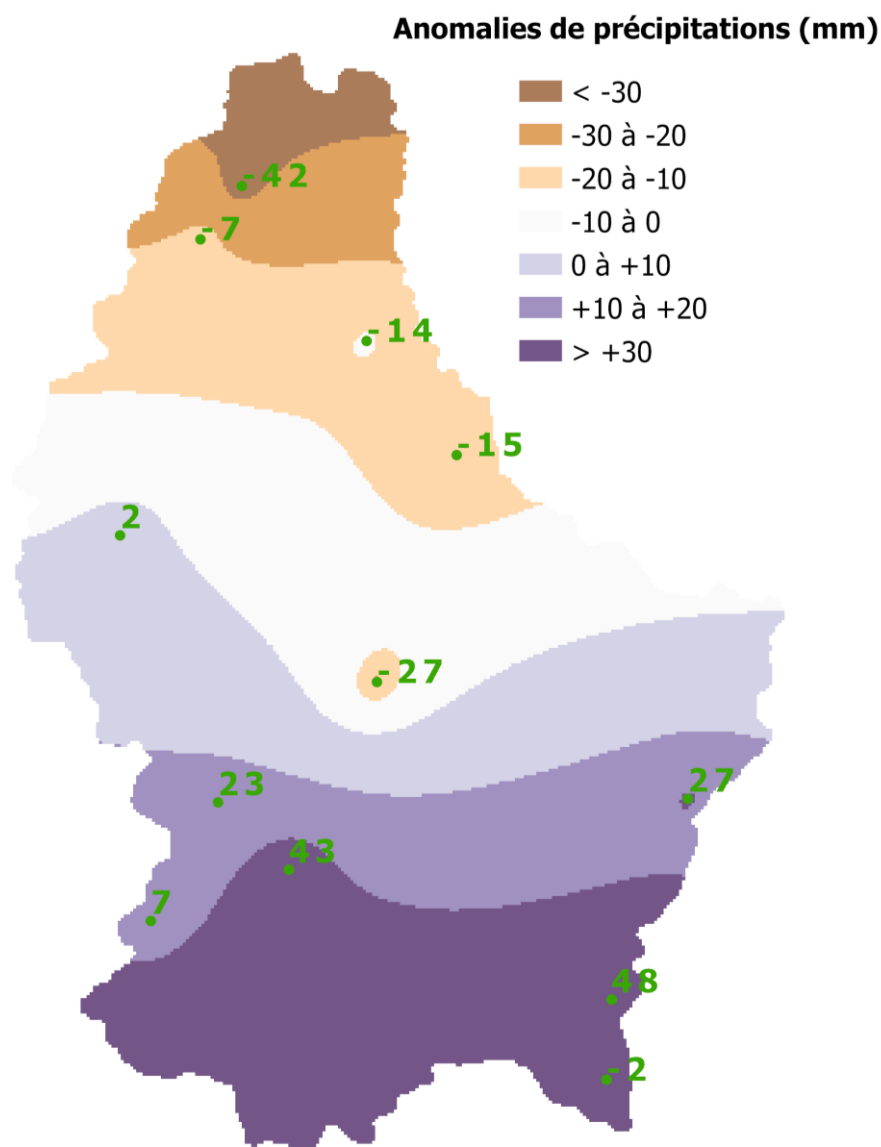 Anomalies de précipitations (mm)
< -30
-30 à -20
-20 à -10
-10 à 0
0 à +10
+10 à +20
> +30
-42
-7
-14
-15
2
-27
23
27
43
7
48
-2